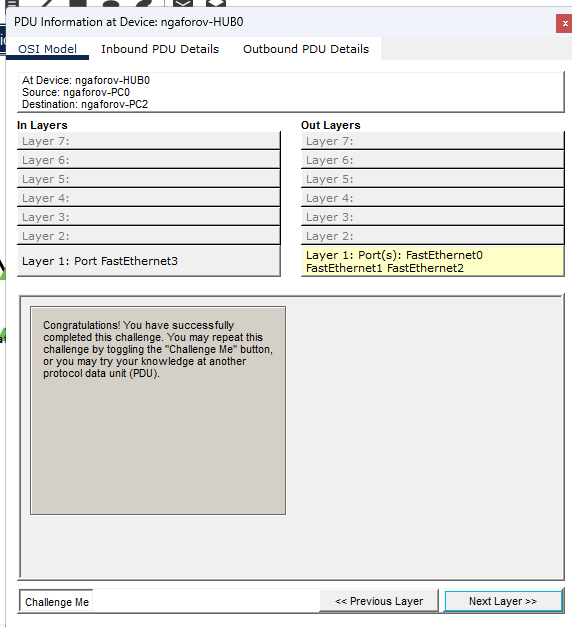 PDU Information at Device: ngaforov-HUB0
x
OSI Model Inbound PDU Details Outbound PDU Details
At Device: ngaforov-HUB0
Source: ngaforov-PC0
Destination: ngaforov-PC2
In Layers Out Layers
Layer 7: Layer 7:
Layer 6: Layer 6:
Layer 5: Layer 5:
Layer 4: Layer 4:
Layer 3: Layer 3:
Layer 2: Layer 2:
Layer 1: Port FastEthernet3
Layer 1: Port(s): FastEthernet0
FastEthernet1 FastEthernet2
Congratulations! You have successfully
completed this challenge. You may repeat this
challenge by toggling the "Challenge Me" button,
or you may try your knowledge at another
protocol data unit (PDU).
Challenge Me << Previous Layer Next Layer >>